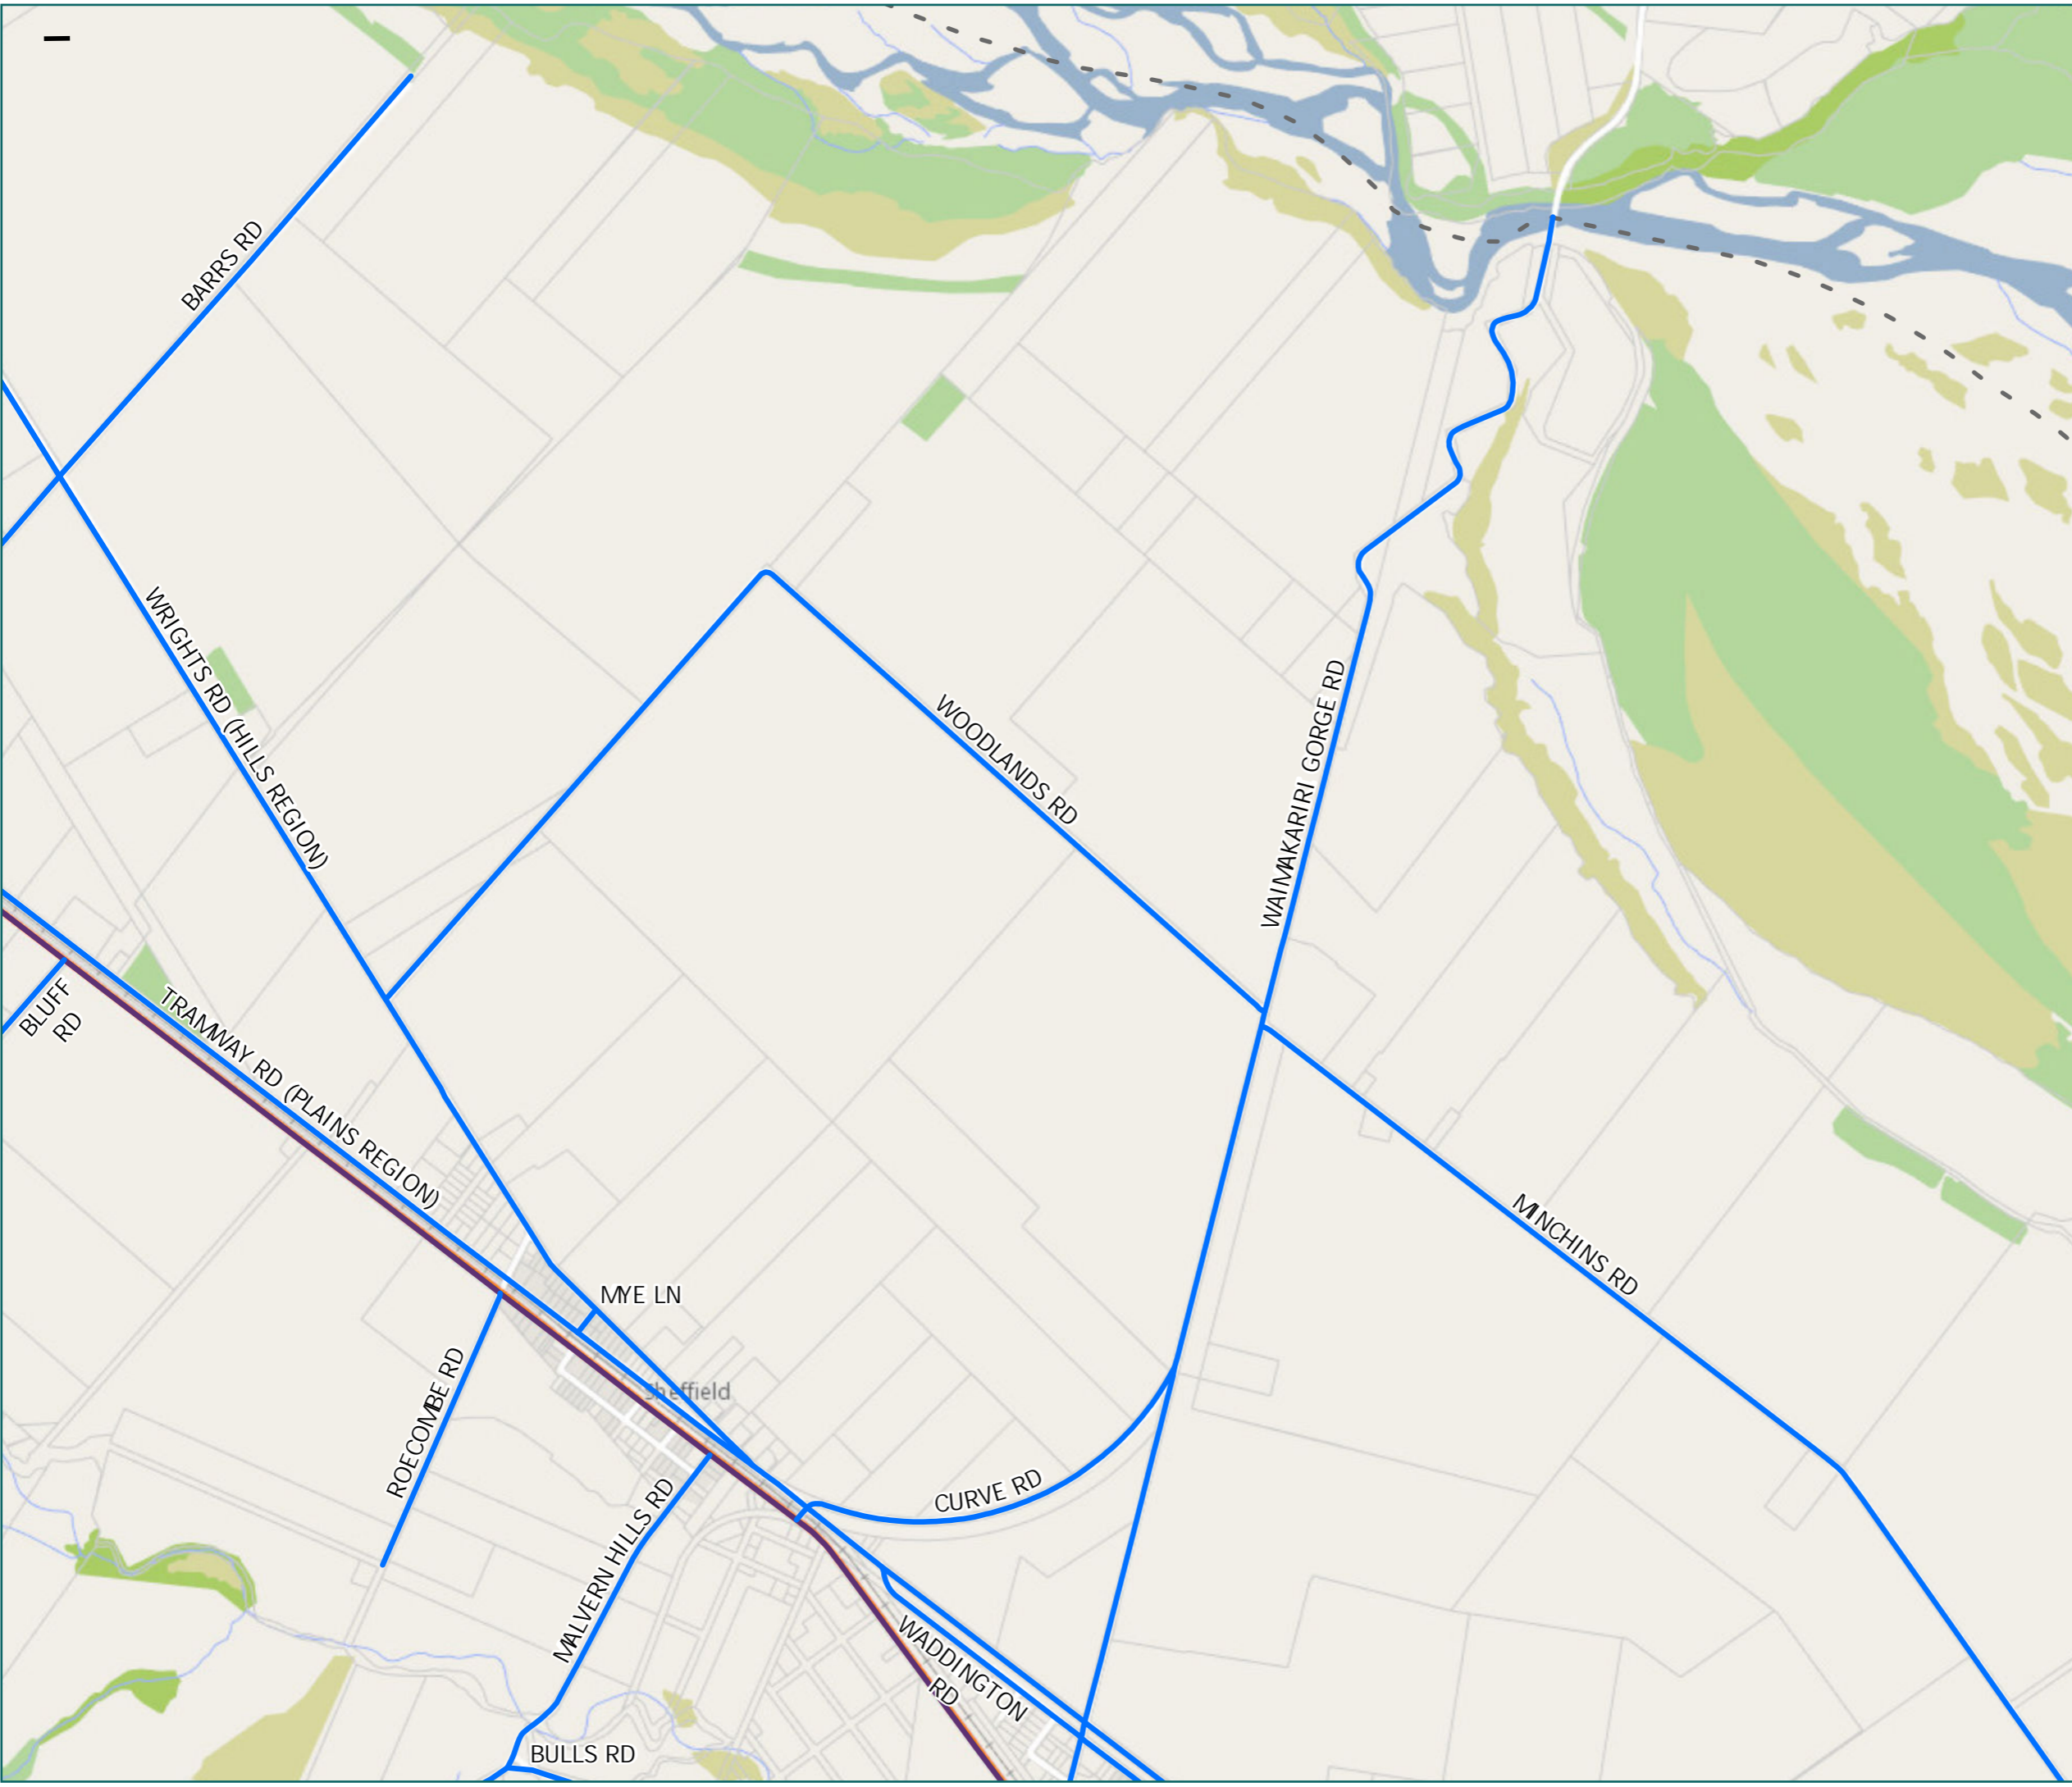 BARRS RD
WRIGHTS RD (HILLS REGION)
WOODLANDS RD
WAIMAKARIRI GORGE RD
BLUFF
RD
TRAMWAY RD (PLAINS REGION)
MINCHINS RD
MYE LN
Sheffield
ROECOMBE RD
CURVE RD
MALVERN HILLS RD
WADDINGTON
RD
BULLS RD